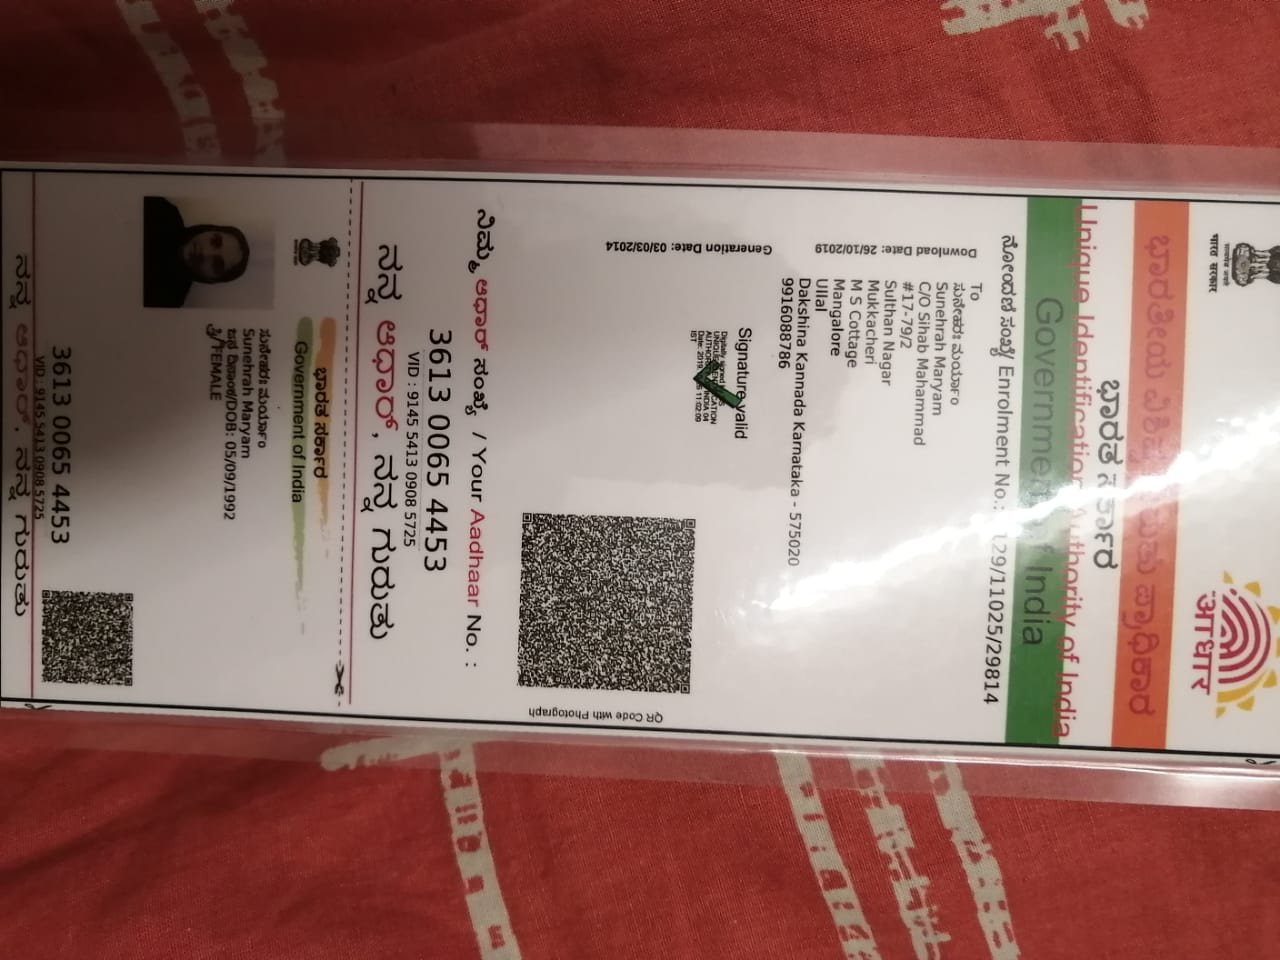 भारत सरकार
आधार
ಭಾರತ ಸರ್ಕಾರ
Unique Identification Authority of India
Government of India
ನೋಂದಣಿ ಸಂಖ್ಯೆ/ Enrolment No.: 129/11025/29814
Download Date: 26/10/2019
Generation Date: 03/03/2014
To
ಸುನೇಹರಃ ಮರಿಯಂ
Sunehrah Maryam
C/O Sihab Mahammad
#17-79/2
Sulthan Nagar
Mukkacheri
M S Cottage
Mangalore
Ullal
Dakshina Kannada Karnataka - 575020
9916088786
Signature valid
QR Code with Photograph
ನಿಮ್ಮ ಆಧಾರ್ ಸಂಖ್ಯೆ / Your Aadhaar No. :
3613 0065 4453
VID : 9145 5413 0908 5725
ನನ್ನ ಆಧಾರ್, ನನ್ನ ಗುರುತು
ಭಾರತ ಸರ್ಕಾರ
Government of India
ಸುನೇಹರಃ ಮರಿಯಂ
Sunehrah Maryam
ಜನ್ಮ ದಿನಾಂಕ/DOB: 05/09/1992
ಸ್ತ್ರೀ/ FEMALE
3613 0065 4453
VID : 9145 5413 0908 5725
ನನ್ನ ಆಧಾರ್, ನನ್ನ ಗುರುತು